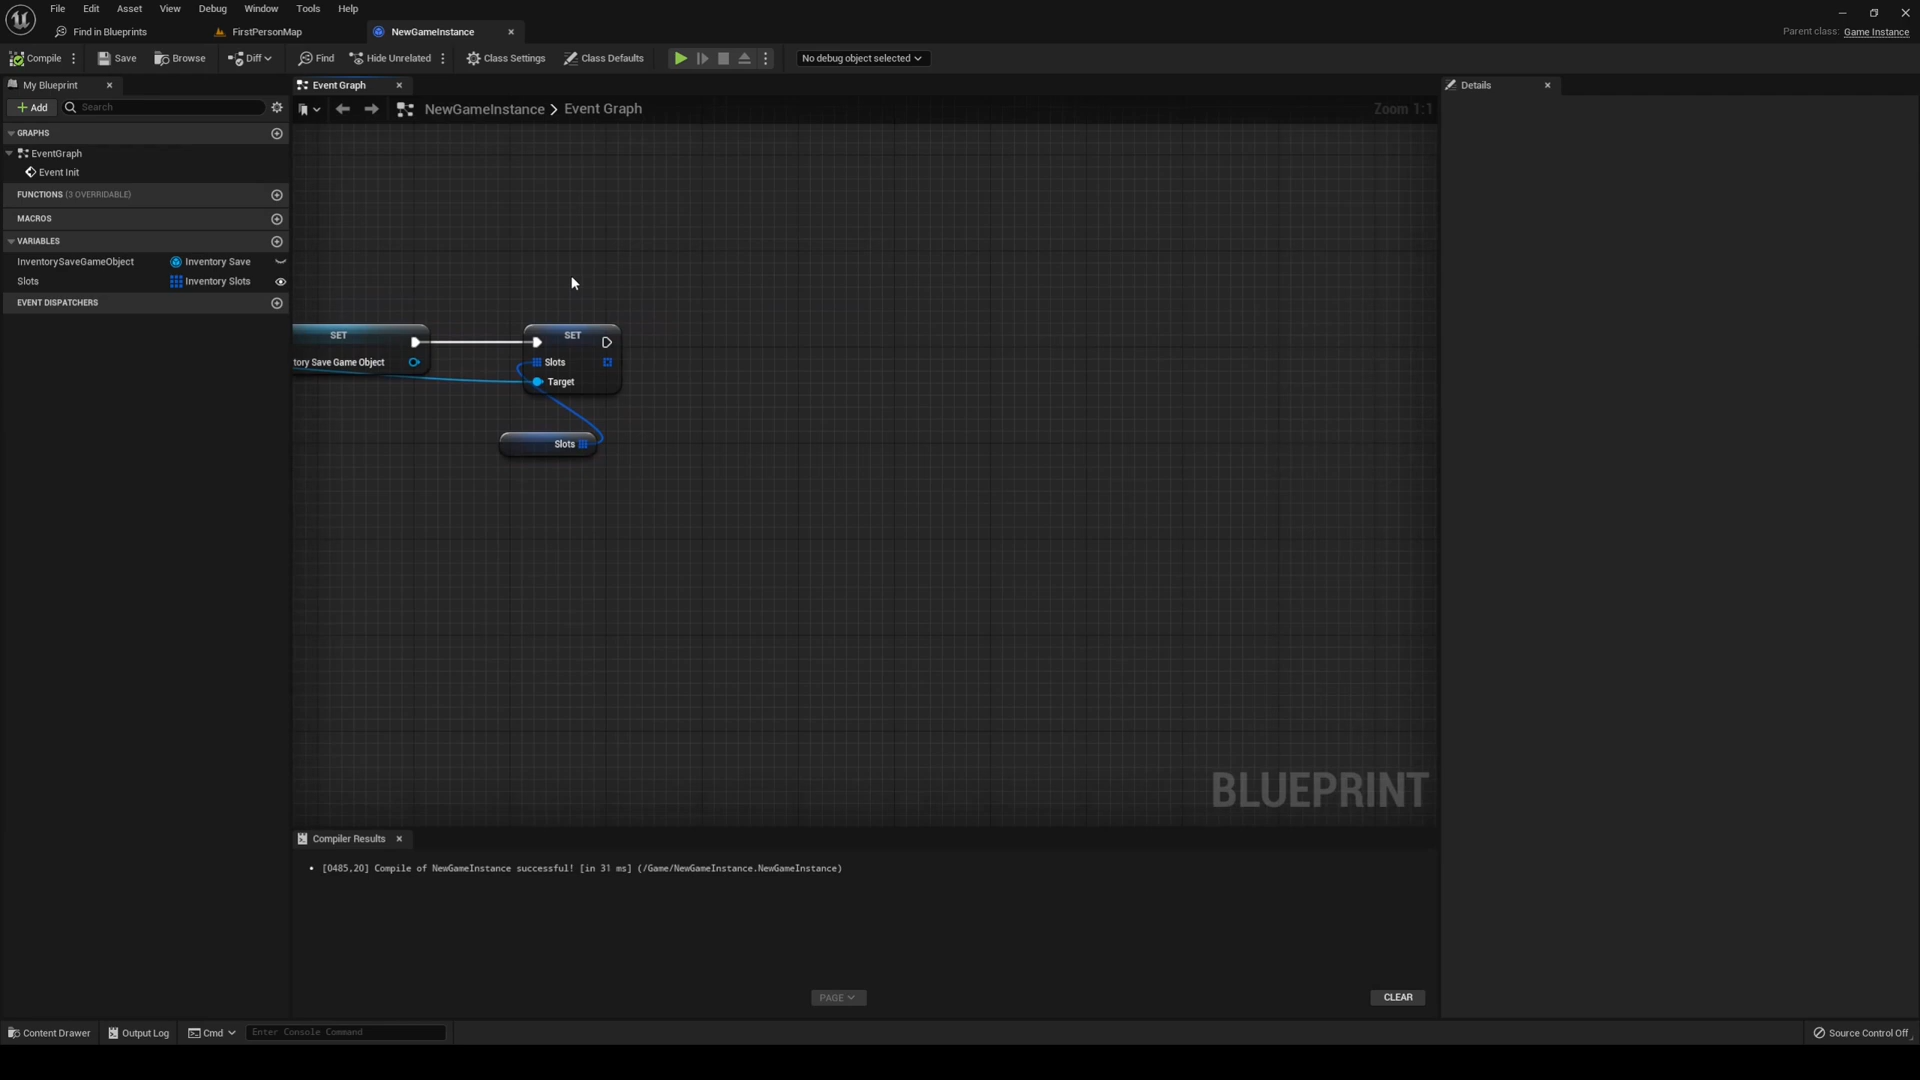 File Edit Asset View Debug Window Tools Help
Find in Blueprints FirstPersonMap NewGameInstance
Parent class: Game Instance
Compile Save Browse Diff Find Hide Unrelated Class Settings Class Defaults No debug object selected
My Blueprint Event Graph Details
Add Search NewGameInstance > Event Graph Zoom 1:1
GRAPHS
EventGraph
Event Init
FUNCTIONS (3 OVERRIDABLE)
MACROS
VARIABLES
InventorySaveGameObject Inventory Save
Slots Inventory Slots
EVENT DISPATCHERS
SET SET
tory Save Game Object Slots
Target
Slots
BLUEPRINT
Compiler Results
• [0485,20] Compile of NewGameInstance successful! [in 31 ms] (/Game/NewGameInstance.NewGameInstance)
PAGE CLEAR
Content Drawer Output Log Cmd Enter Console Command Source Control Off